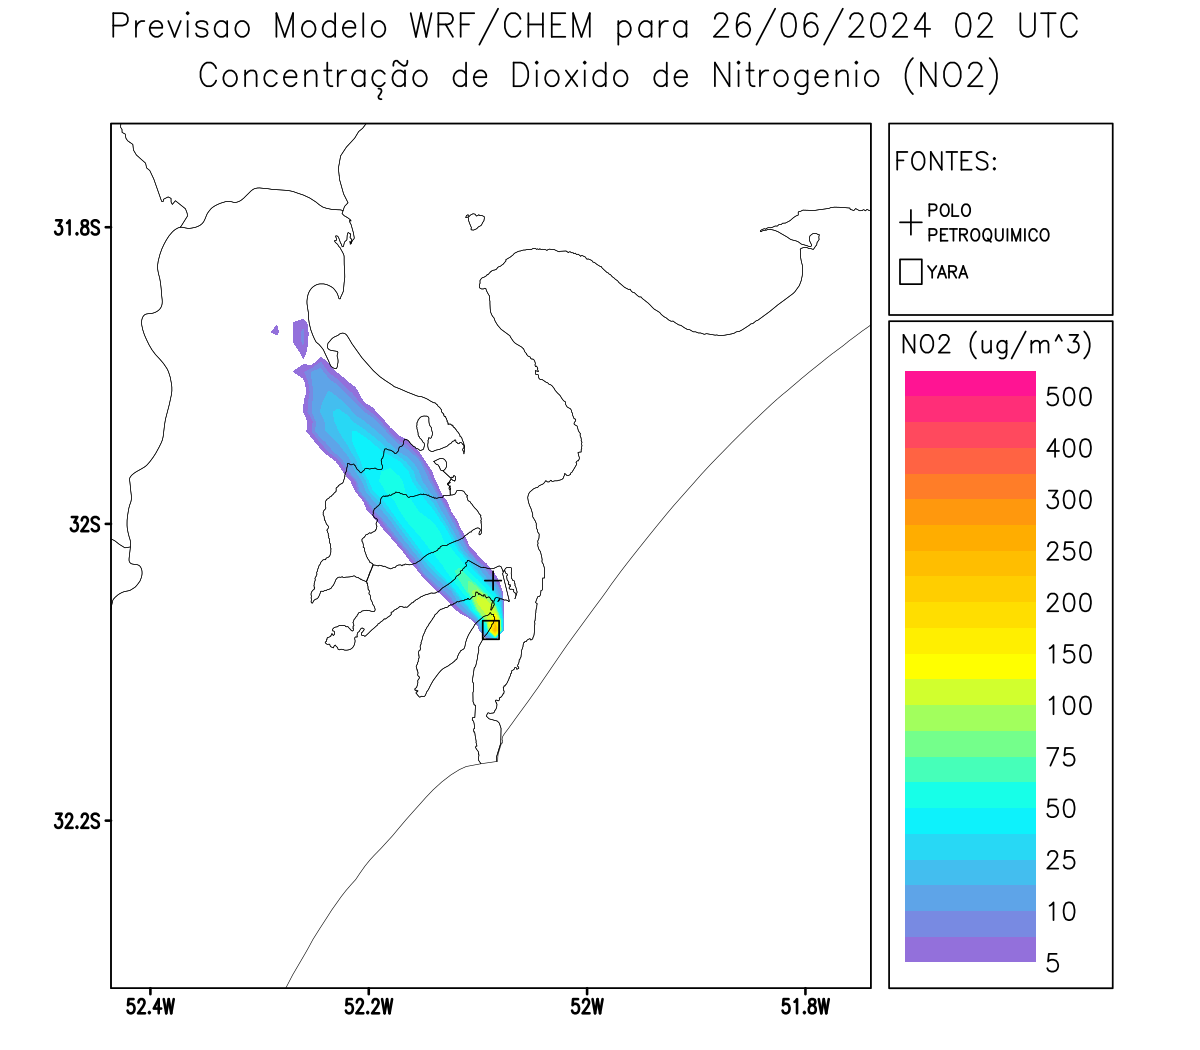 Previsao Modelo WRF/CHEM para 26/06/2024 02 UTC
Concentração de Dioxido de Nitrogenio (NO2)
FONTES:
POLO
PETROQUIMICO
YARA
NO2 (ug/m^3)
500
400
300
250
200
150
100
75
50
25
10
5
31.8S
32S
32.2S
52.4W
52.2W
52W
51.8W